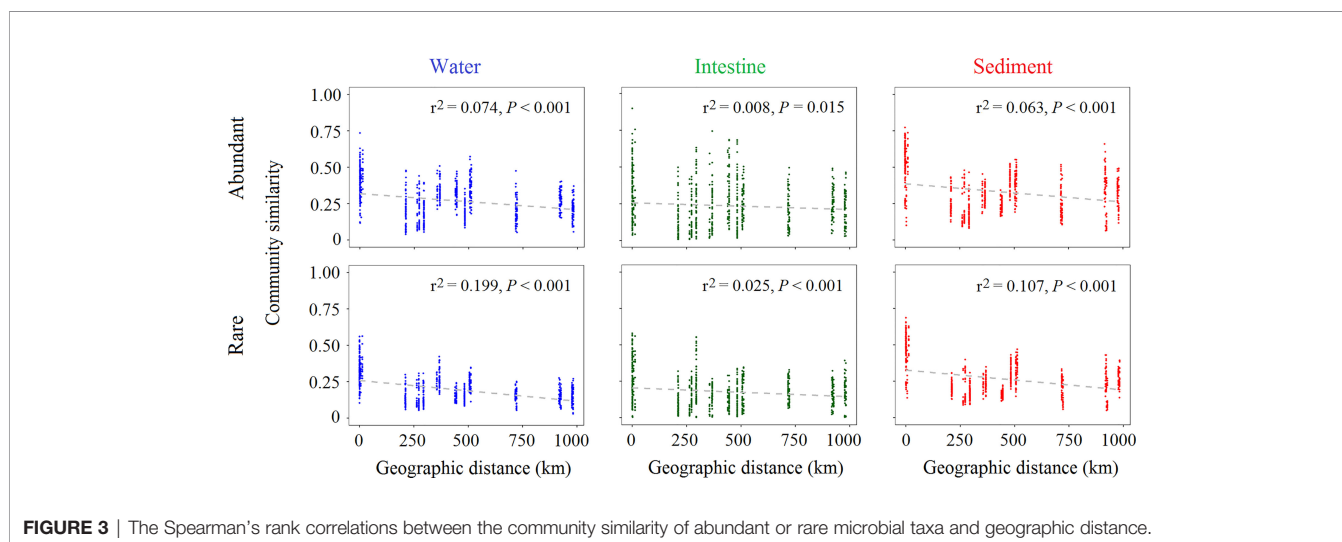 Water Intestine Sediment
Abundant
Community similarity
1.00
0.75
0.50
0.25
0
r² = 0.074, P < 0.001
r² = 0.008, P = 0.015
r² = 0.063, P < 0.001
Rare
1.00
0.75
0.50
0.25
0
r² = 0.199, P < 0.001
r² = 0.025, P < 0.001
r² = 0.107, P < 0.001
0 250 500 750 1000
0 250 500 750 1000
0 250 500 750 1000
Geographic distance (km)
Geographic distance (km)
Geographic distance (km)
FIGURE 3 | The Spearman's rank correlations between the community similarity of abundant or rare microbial taxa and geographic distance.